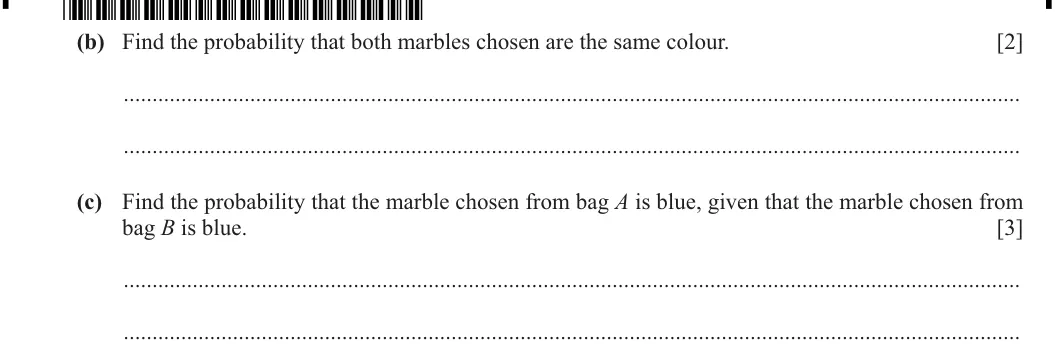 (b) Find the probability that both marbles chosen are the same colour. [2]
....................................................................................................................................................
....................................................................................................................................................
(c) Find the probability that the marble chosen from bag A is blue, given that the marble chosen from
bag B is blue. [3]
....................................................................................................................................................
....................................................................................................................................................